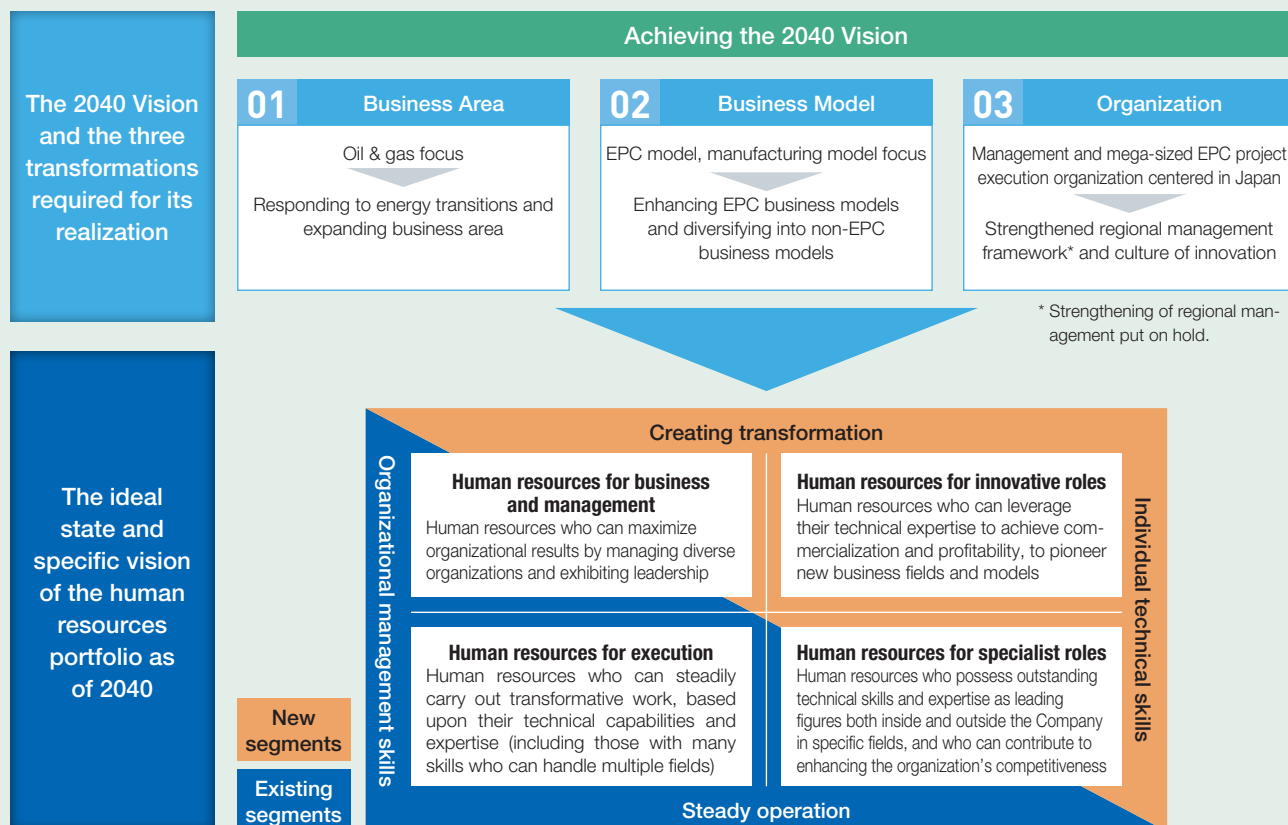 The 2040 Vision
and the three
transformations
required for its
realization
Achieving the 2040 Vision
01
Business Area
Oil & gas focus
Responding to energy transitions and
expanding business area
02
Business Model
EPC model, manufacturing model focus
Enhancing EPC business models
and diversifying into non-EPC
business models
03
Organization
Management and mega-sized EPC project
execution organization centered in Japan
Strengthened regional management
framework* and culture of innovation
* Strengthening of regional man-
agement put on hold.
The ideal
state and
specific vision
of the human
resources
portfolio as
of 2040
New
segments
Existing
segments
Creating transformation
Organizational management skills
Human resources for business
and management
Human resources who can maximize
organizational results by managing diverse
organizations and exhibiting leadership
Human resources for innovative roles
Human resources who can leverage
their technical expertise to achieve com-
mercialization and profitability, to pioneer
new business fields and models
Individual technical skills
Human resources for execution
Human resources who can steadily
carry out transformative work, based
upon their technical capabilities and
expertise (including those with many
skills who can handle multiple fields)
Human resources for specialist roles
Human resources who possess outstanding
technical skills and expertise as leading
figures both inside and outside the Company
in specific fields, and who can contribute to
enhancing the organization's competitiveness
Steady operation